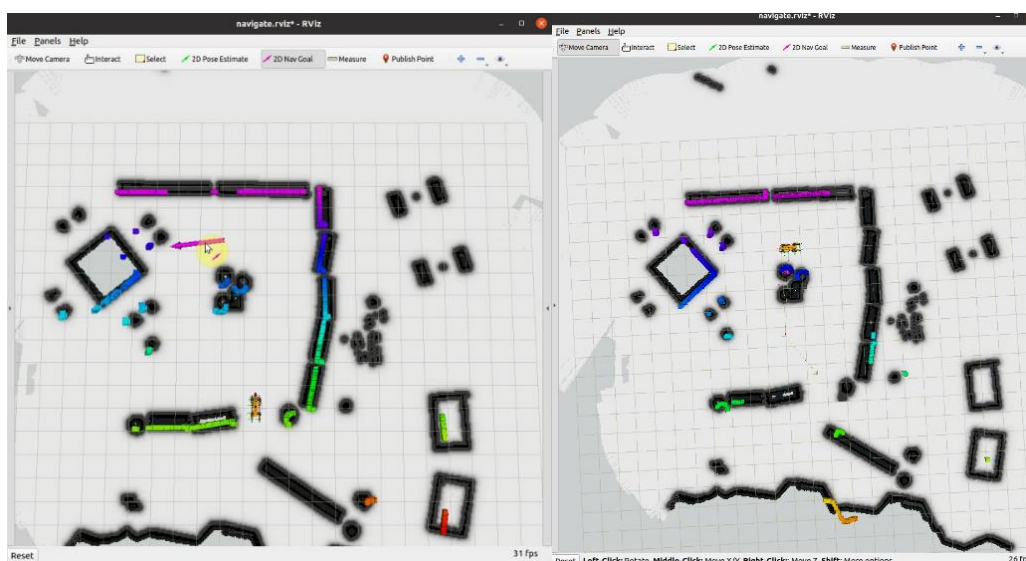 navigate.rviz* - RViz
File Panels Help
Move Camera Interact Select 2D Pose Estimate 2D Nav Goal Measure Publish Point
Reset
31 fps
navigate.rviz* - RViz
File Panels Help
Move Camera Interact Select 2D Pose Estimate 2D Nav Goal Measure Publish Point
Reset Left-Click: Rotate. Middle-Click: Move X/Y. Right-Click: Move Z. Shift: More options.
26 fps